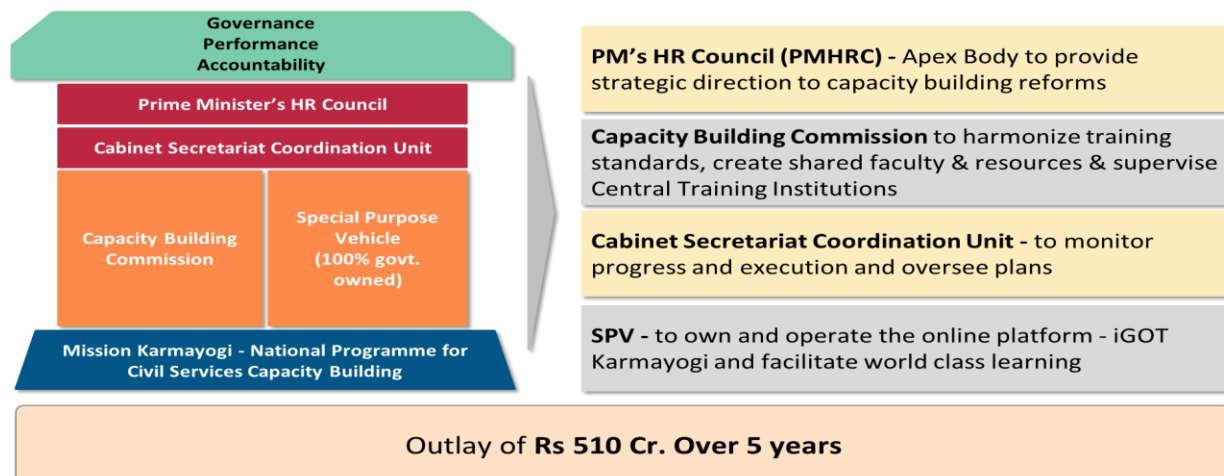 Governance
Performance
Accountability
Prime Minister's HR Council
Cabinet Secretariat Coordination Unit
Capacity Building
Commission
Special Purpose
Vehicle
(100% govt.
owned)
Mission Karmayogi - National Programme for
Civil Services Capacity Building
PM's HR Council (PMHRC) - Apex Body to provide
strategic direction to capacity building reforms
Capacity Building Commission to harmonize training
standards, create shared faculty & resources & supervise
Central Training Institutions
Cabinet Secretariat Coordination Unit - to monitor
progress and execution and oversee plans
SPV - to own and operate the online platform - iGOT
Karmayogi and facilitate world class learning
Outlay of Rs 510 Cr. Over 5 years